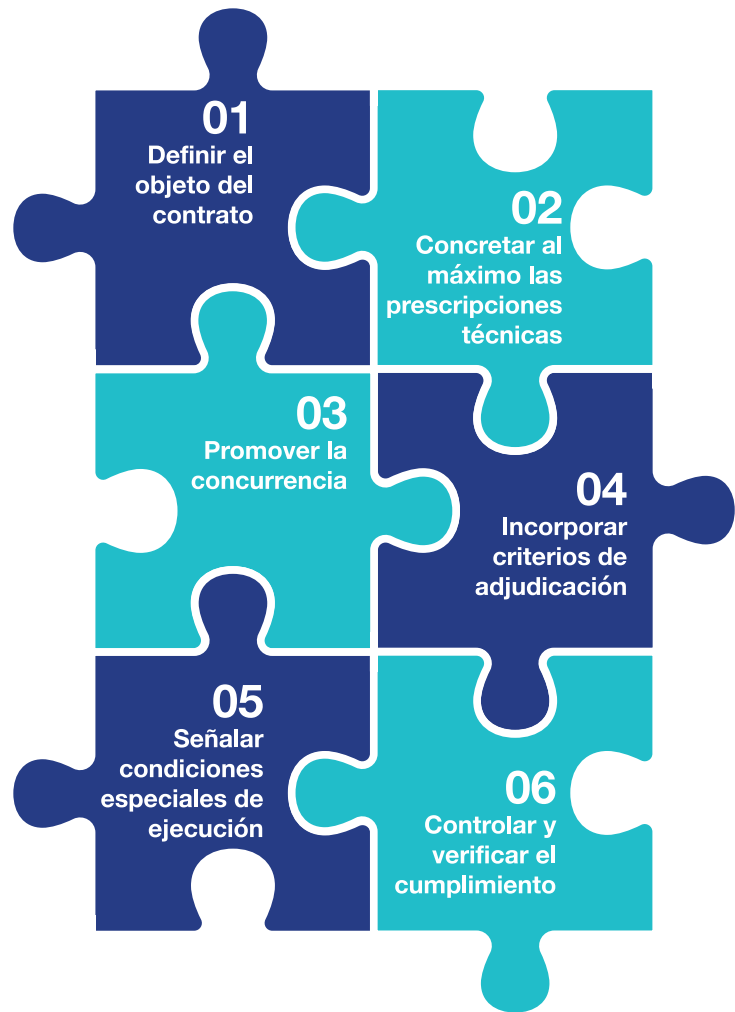 01
Definir el
objeto del
contrato
02
Concretar al
máximo las
prescripciones
técnicas
03
Promover la
concurrencia
04
Incorporar
criterios de
adjudicación
05
Señalar
condiciones
especiales de
ejecución
06
Controlar y
verificar el
cumplimiento